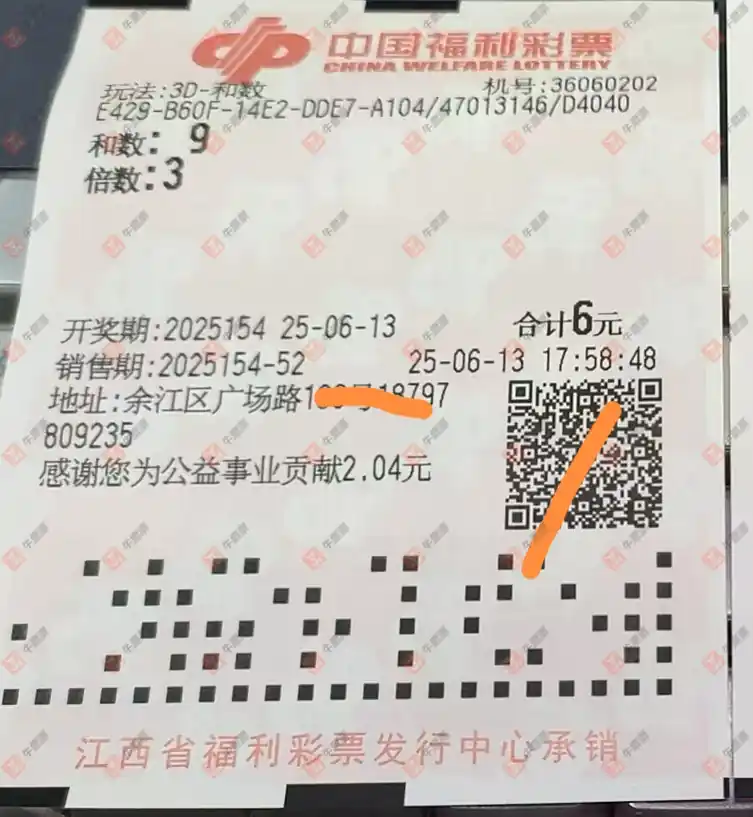 中国福利彩票
CHINA WELFARE LOTTERY
玩法:3D-和数 机号:36060202
E429-B60F-14E2-DDE7-A104/47013146/D4040
和数: 9
倍数:3
开奖期:2025154 25-06-13 合计6元
销售期:2025154-52 25-06-13 17:58:48
地址:余江区广场路1 797
809235
感谢您为公益事业贡献2.04元
江西省福利彩票发行中心承销